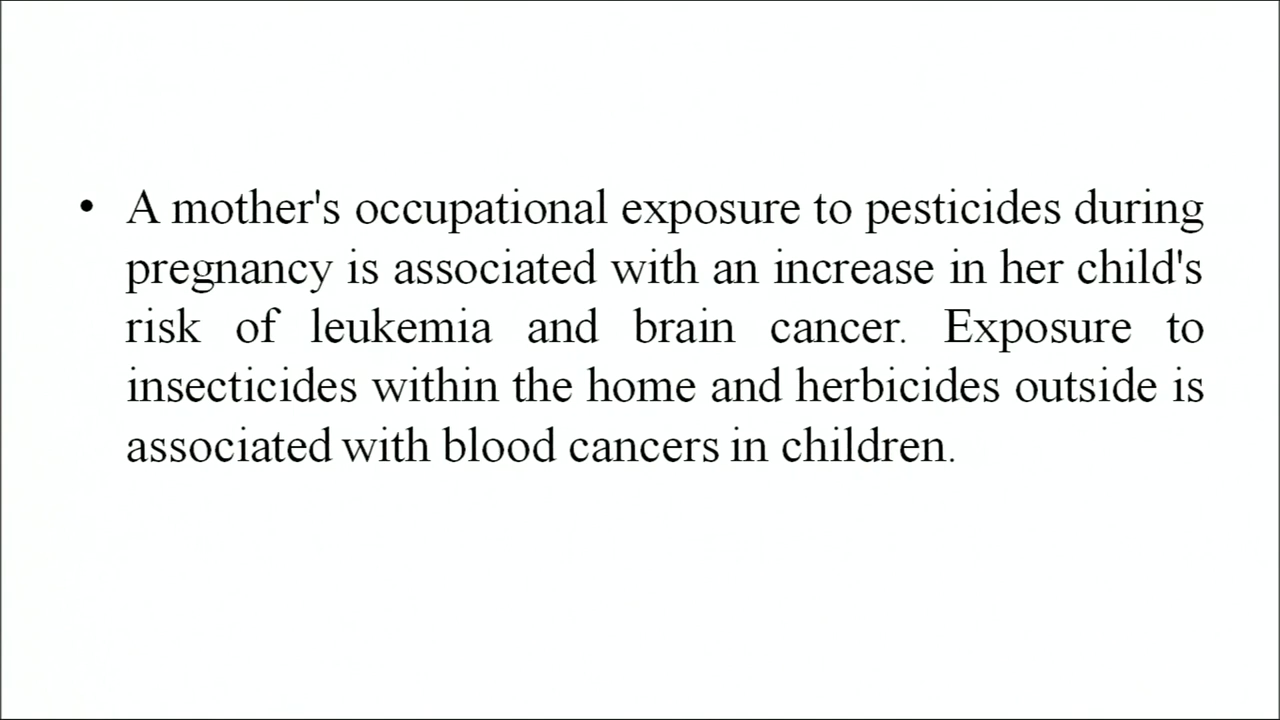 • A mother's occupational exposure to pesticides during
pregnancy is associated with an increase in her child's
risk of leukemia and brain cancer. Exposure to
insecticides within the home and herbicides outside is
associated with blood cancers in children.